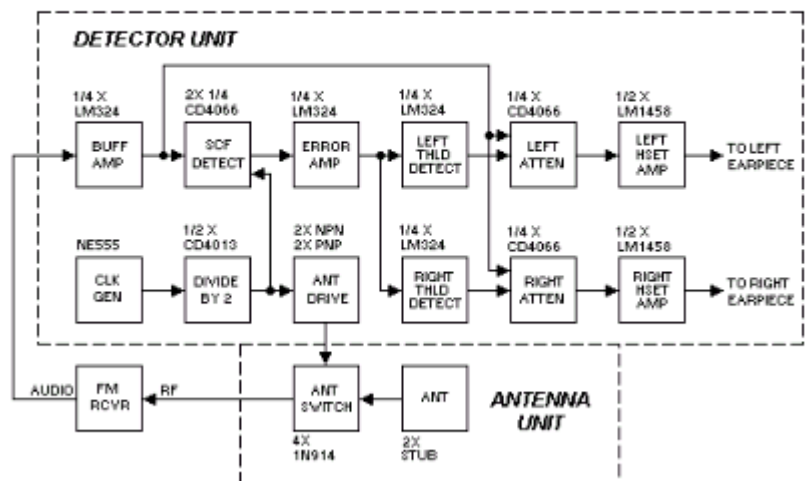 DETECTOR UNIT
1/4 X
LM324
2X 1/4
CD4066
1/4 X
LM324
1/4 X
LM324
1/4 X
CD4066
1/2 X
LM1458
BUFF
AMP
SCF
DETECT
ERROR
AMP
LEFT
THLD
DETECT
LEFT
ATTEN
LEFT
HSET
AMP
TO LEFT
EARPIECE
NE555
1/2 X
CD4013
2X NPN
2X PNP
1/4 X
LM324
1/4 X
CD4066
1/2 X
LM1458
CLK
GEN
DIVIDE
BY 2
ANT
DRIVE
RIGHT
THLD
DETECT
RIGHT
ATTEN
RIGHT
HSET
AMP
TO RIGHT
EARPIECE
AUDIO
FM
RCVR
RF
ANT
SWITCH
ANT
ANTENNA
UNIT
4X
1N914
2X
STUB